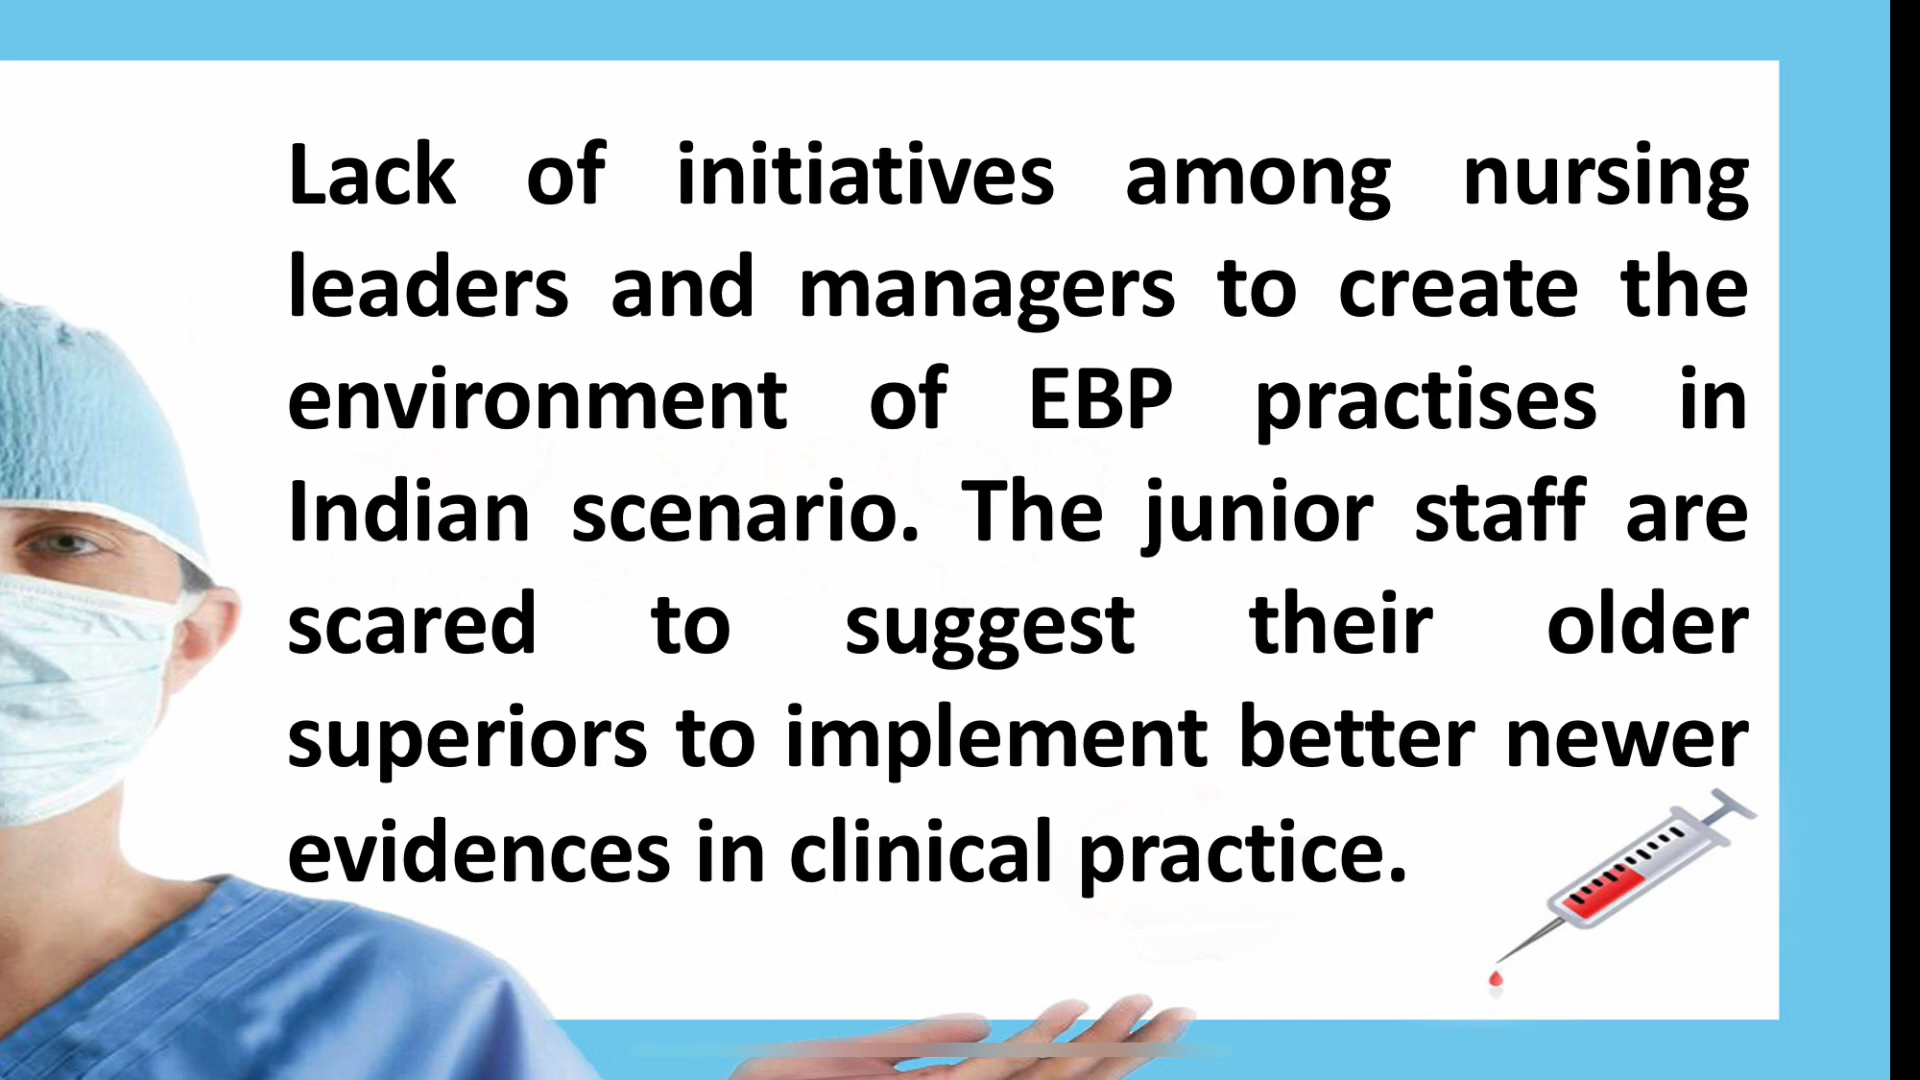 Lack of initiatives among nursing
leaders and managers to create the
environment of EBP practises in
Indian scenario. The junior staff are
scared to suggest their older
superiors to implement better newer
evidences in clinical practice.